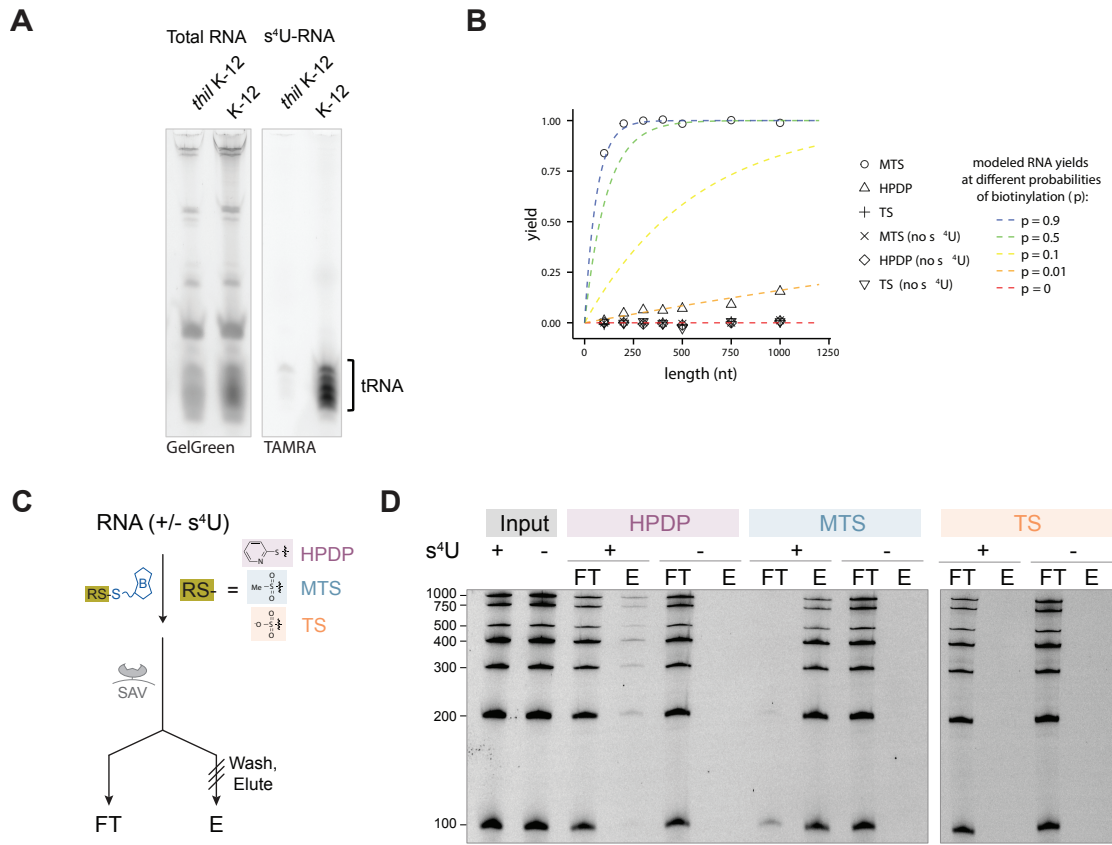 A
Total RNA s⁴U-RNA
thiI K-12
K-12
thiI K-12
K-12
tRNA
GelGreen TAMRA
B
yield
1.00
0.75
0.50
0.25
0.00
0 250 500 750 1000 1250
length (nt)
MTS
HPDP
TS
MTS (no s ⁴U)
HPDP (no s ⁴U)
TS (no s ⁴U)
modeled RNA yields
at different probabilities
of biotinylation (p):
p = 0.9
p = 0.5
p = 0.1
p = 0.01
p = 0
C
RNA (+/- s⁴U)
RS-S B RS- =
N S HPDP
Me S O O MTS
⁻O S O O TS
SAV
Wash,
Elute
FT E
D
Input HPDP MTS TS
s⁴U + - + - + - + -
FT E FT E FT E FT E FT E FT E
1000
750
500
400
300
200
100